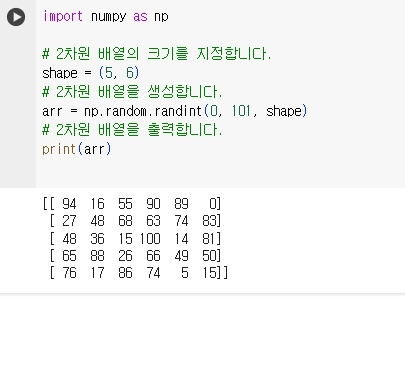 import numpy as np
# 2차원 배열의 크기를 지정합니다.
shape = (5, 6)
# 2차원 배열을 생성합니다.
arr = np.random.randint(0, 101, shape)
# 2차원 배열을 출력합니다.
print(arr)
[[ 94 16 55 90 89 0]
[ 27 48 68 63 74 83]
[ 48 36 15 100 14 81]
[ 65 88 26 66 49 50]
[ 76 17 86 74 5 15]]